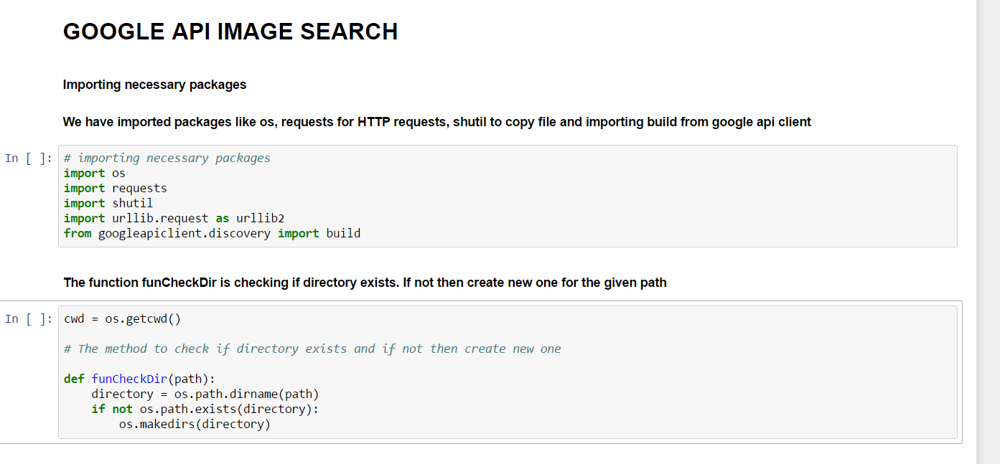 GOOGLE API IMAGE SEARCH
Importing necessary packages
We have imported packages like os, requests for HTTP requests, shutil to copy file and importing build from google api client
In [ ]:
# importing necessary packages
import os
import requests
import shutil
import urllib.request as urllib2
from googleapiclient.discovery import build
The function funCheckDir is checking if directory exists. If not then create new one for the given path
In [ ]:
cwd = os.getcwd()
# The method to check if directory exists and if not then create new one
def funCheckDir(path):
    directory = os.path.dirname(path)
    if not os.path.exists(directory):
        os.makedirs(directory)